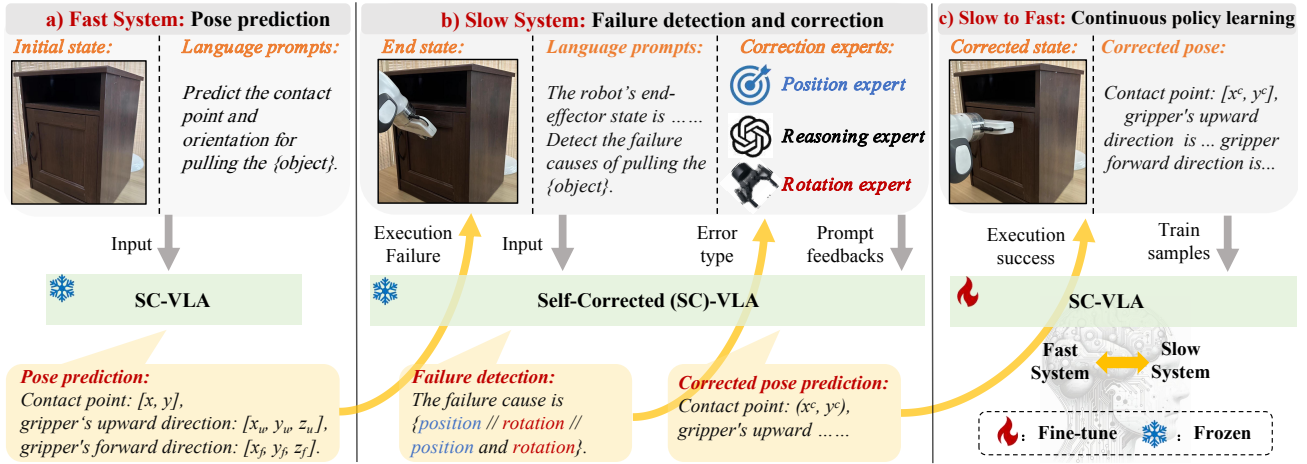 a) Fast System: Pose prediction
Initial state:
Language prompts:
Predict the contact
point and
orientation for
pulling the {object}.
Input
SC-VLA
Pose prediction:
Contact point: [x, y],
gripper's upward direction: [xᵤ, yᵤ, zᵤ],
gripper's forward direction: [x_f, y_f, z_f].
b) Slow System: Failure detection and correction
End state:
Language prompts:
The robot's end-
effector state is ……
Detect the failure
causes of pulling the
{object}.
Correction experts:
Position expert
Reasoning expert
Rotation expert
Execution
Failure
Input
Error
type
Prompt
feedbacks
Self-Corrected (SC)-VLA
Failure detection:
The failure cause is
{position // rotation //
position and rotation}.
Corrected pose prediction:
Contact point: (xᶜ, yᶜ),
gripper's upward ……
c) Slow to Fast: Continuous policy learning
Corrected state:
Corrected pose:
Contact point: [xᶜ, yᶜ],
gripper's upward
direction is ... gripper
forward direction is...
Execution
success
Train
samples
SC-VLA
Fast
System
Slow
System
: Fine-tune
: Frozen